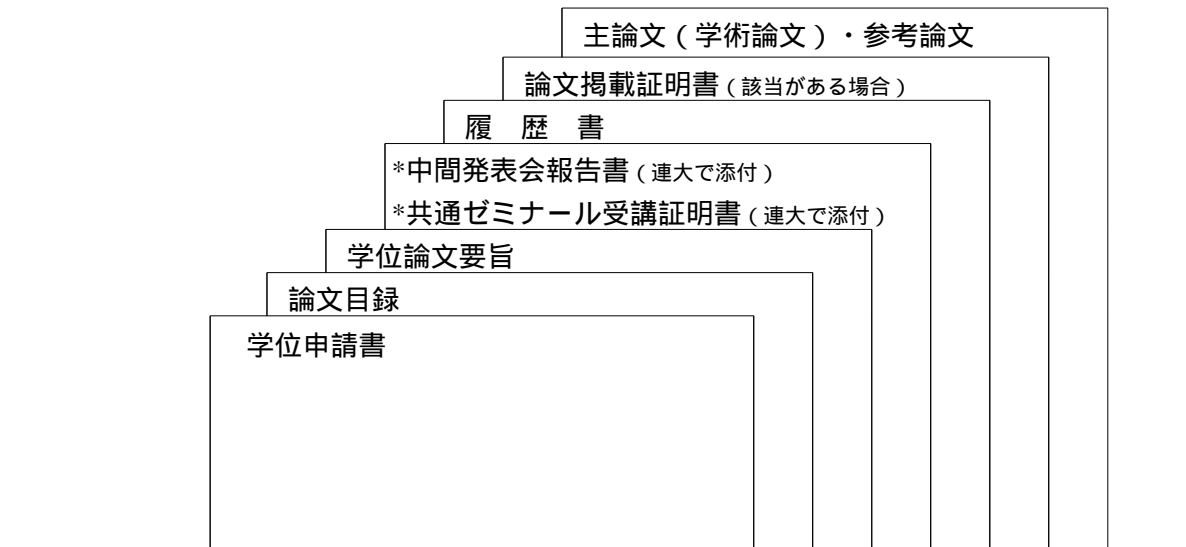 主論文（学術論文）・参考論文
論文掲載証明書（該当がある場合）
履　歴　書
*中間発表会報告書（連大で添付）
*共通ゼミナール受講証明書（連大で添付）
学位論文要旨
論文目録
学位申請書